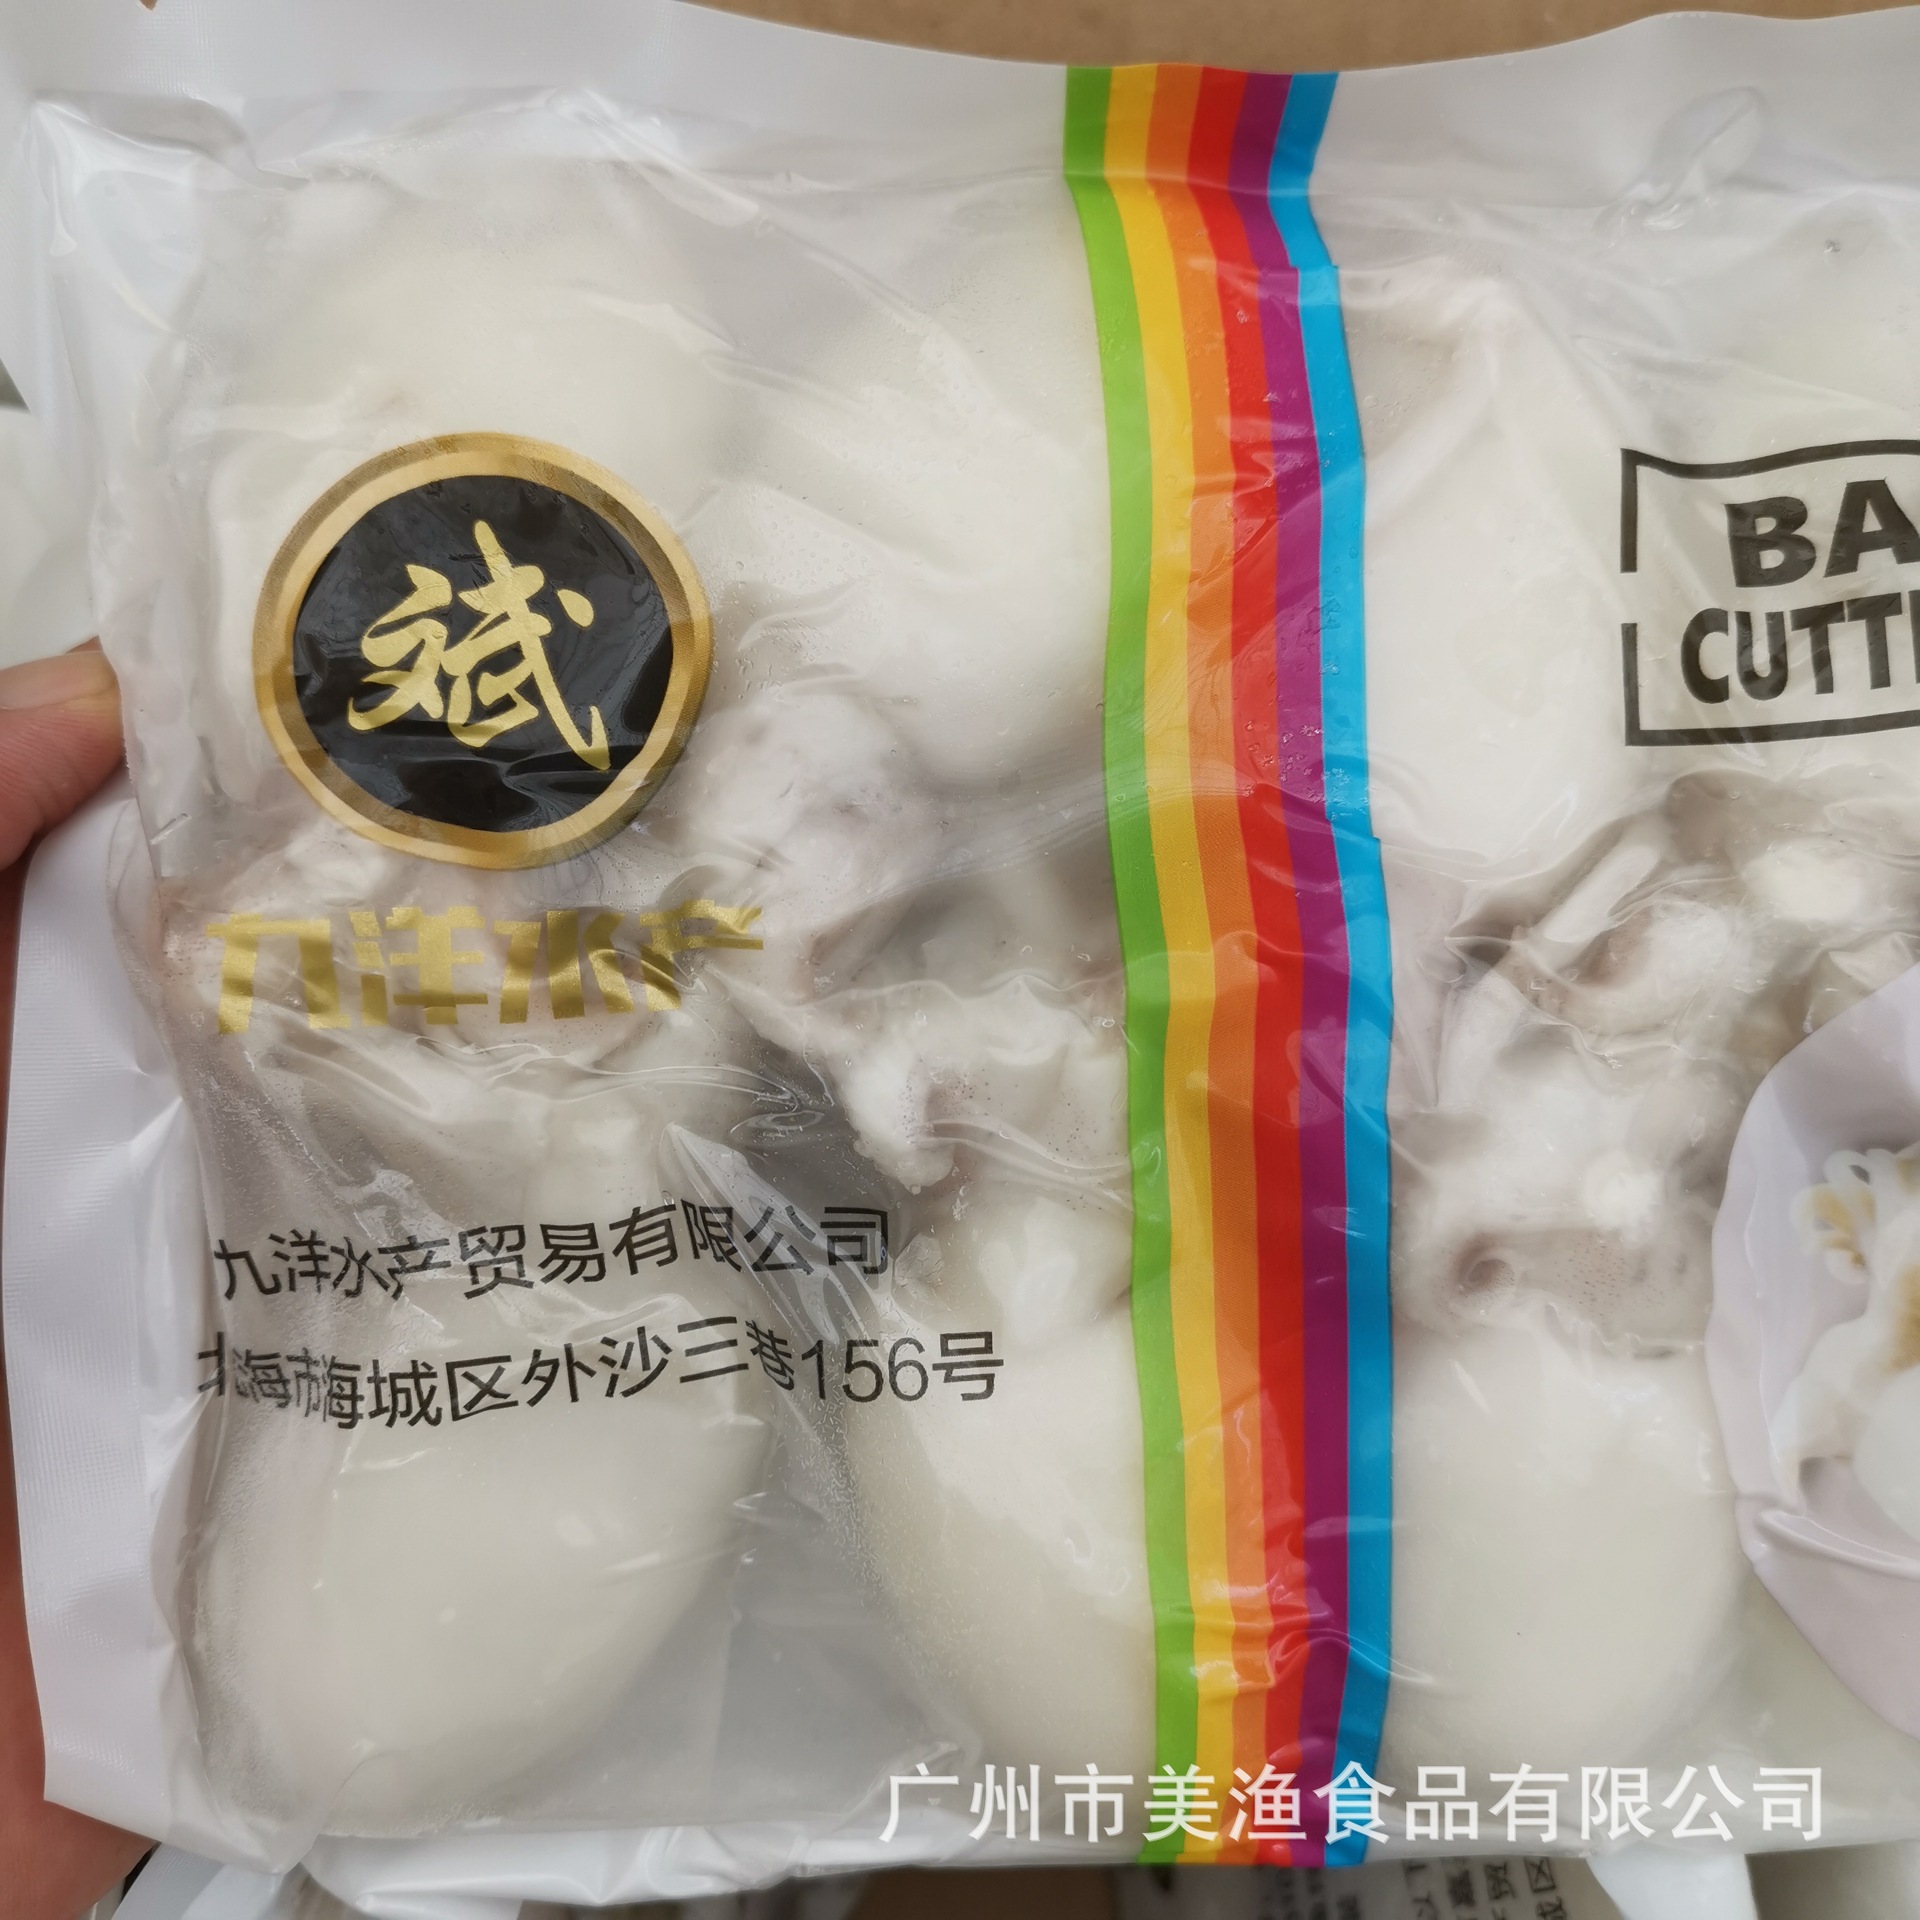 斌
九洋水产
九洋水产贸易有限公司
北海市海城区外沙三巷156号
BA
CUTT
广州市美渔食品有限公司